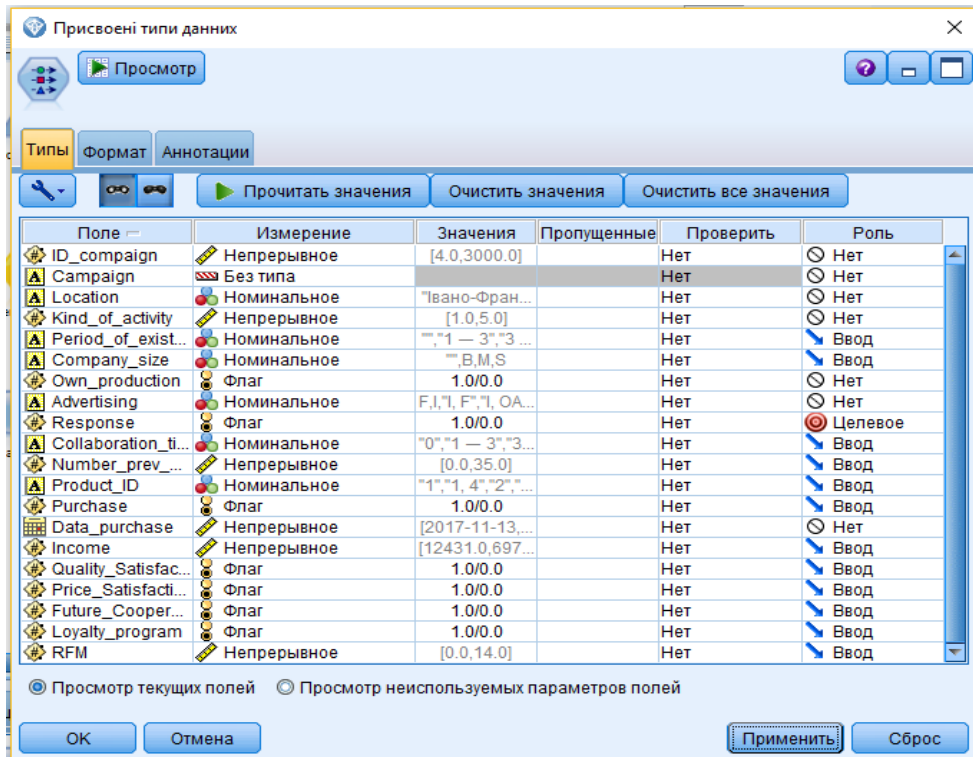 Присвоені типи данних
Просмотр
Типы Формат Аннотации
Прочитать значения Очистить значения Очистить все значения
Поле Измерение Значения Пропущенные Проверить Роль
ID_compaign Непрерывное [4.0,3000.0] Нет Нет
A Campaign Без типа Нет Нет
A Location Номинальное "Івано-Фран... Нет Нет
Kind_of_activity Непрерывное [1.0,5.0] Нет Нет
A Period_of_exist... Номинальное "","1 — 3","3 ... Нет Ввод
A Company_size Номинальное "",B,M,S Нет Ввод
Own_production Флаг 1.0/0.0 Нет Нет
A Advertising Номинальное F,I,"I, F","I, OA... Нет Нет
Response Флаг 1.0/0.0 Нет Целевое
A Collaboration_ti... Номинальное "0","1 — 3","3... Нет Ввод
Number_prev_... Непрерывное [0.0,35.0] Нет Ввод
A Product_ID Номинальное "1","1, 4","2","... Нет Ввод
Purchase Флаг 1.0/0.0 Нет Ввод
Data_purchase Непрерывное [2017-11-13,... Нет Нет
Income Непрерывное [12431.0,697... Нет Ввод
Quality_Satisfac... Флаг 1.0/0.0 Нет Ввод
Price_Satisfacti... Флаг 1.0/0.0 Нет Ввод
Future_Cooper... Флаг 1.0/0.0 Нет Ввод
Loyalty_program Флаг 1.0/0.0 Нет Ввод
RFM Непрерывное [0.0,14.0] Нет Ввод
Просмотр текущих полей Просмотр неиспользуемых параметров полей
OK Отмена Применить Сброс